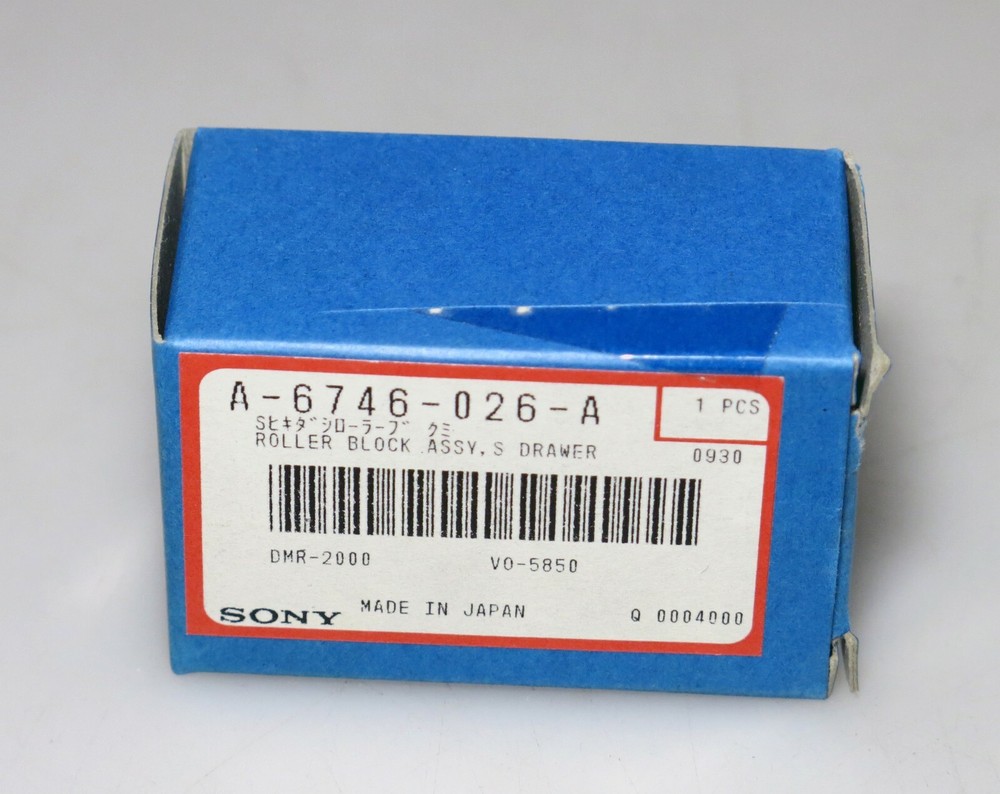 A-6746-026-A
1 PCS
Sﾋｷﾀﾞｼﾛｰﾗｰﾌﾞ ｸﾐ
ROLLER BLOCK ASSY,S DRAWER
0930
DMR-2000 VO-5850
SONY MADE IN JAPAN Q 0004000